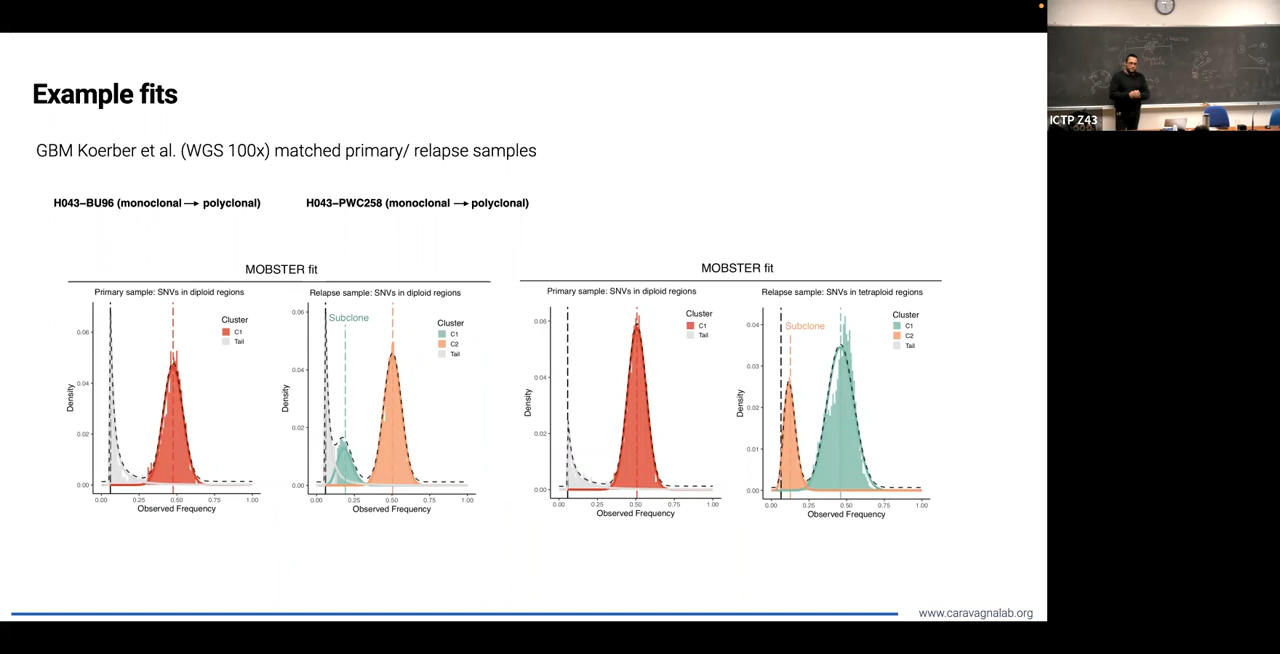 Example fits
GBM Koerber et al. (WGS 100x) matched primary/ relapse samples
H043–BU96 (monoclonal → polyclonal)
H043–PWC258 (monoclonal → polyclonal)
MOBSTER fit
Primary sample: SNVs in diploid regions
Cluster
C1
Tail
0.06
0.04
0.02
0.00
Density
0.00 0.25 0.50 0.75 1.00
Observed Frequency
Relapse sample: SNVs in diploid regions
Subclone
Cluster
C1
C2
Tail
0.06
0.04
0.02
0.00
Density
0.00 0.25 0.50 0.75 1.00
Observed Frequency
MOBSTER fit
Primary sample: SNVs in diploid regions
Cluster
C1
Tail
0.06
0.04
0.02
0.00
Density
0.00 0.25 0.50 0.75 1.00
Observed Frequency
Relapse sample: SNVs in tetraploid regions
Subclone
Cluster
C1
C2
Tail
0.04
0.03
0.02
0.01
0.00
Density
0.00 0.25 0.50 0.75 1.00
Observed Frequency
www.caravagnalab.org
ICTP Z43